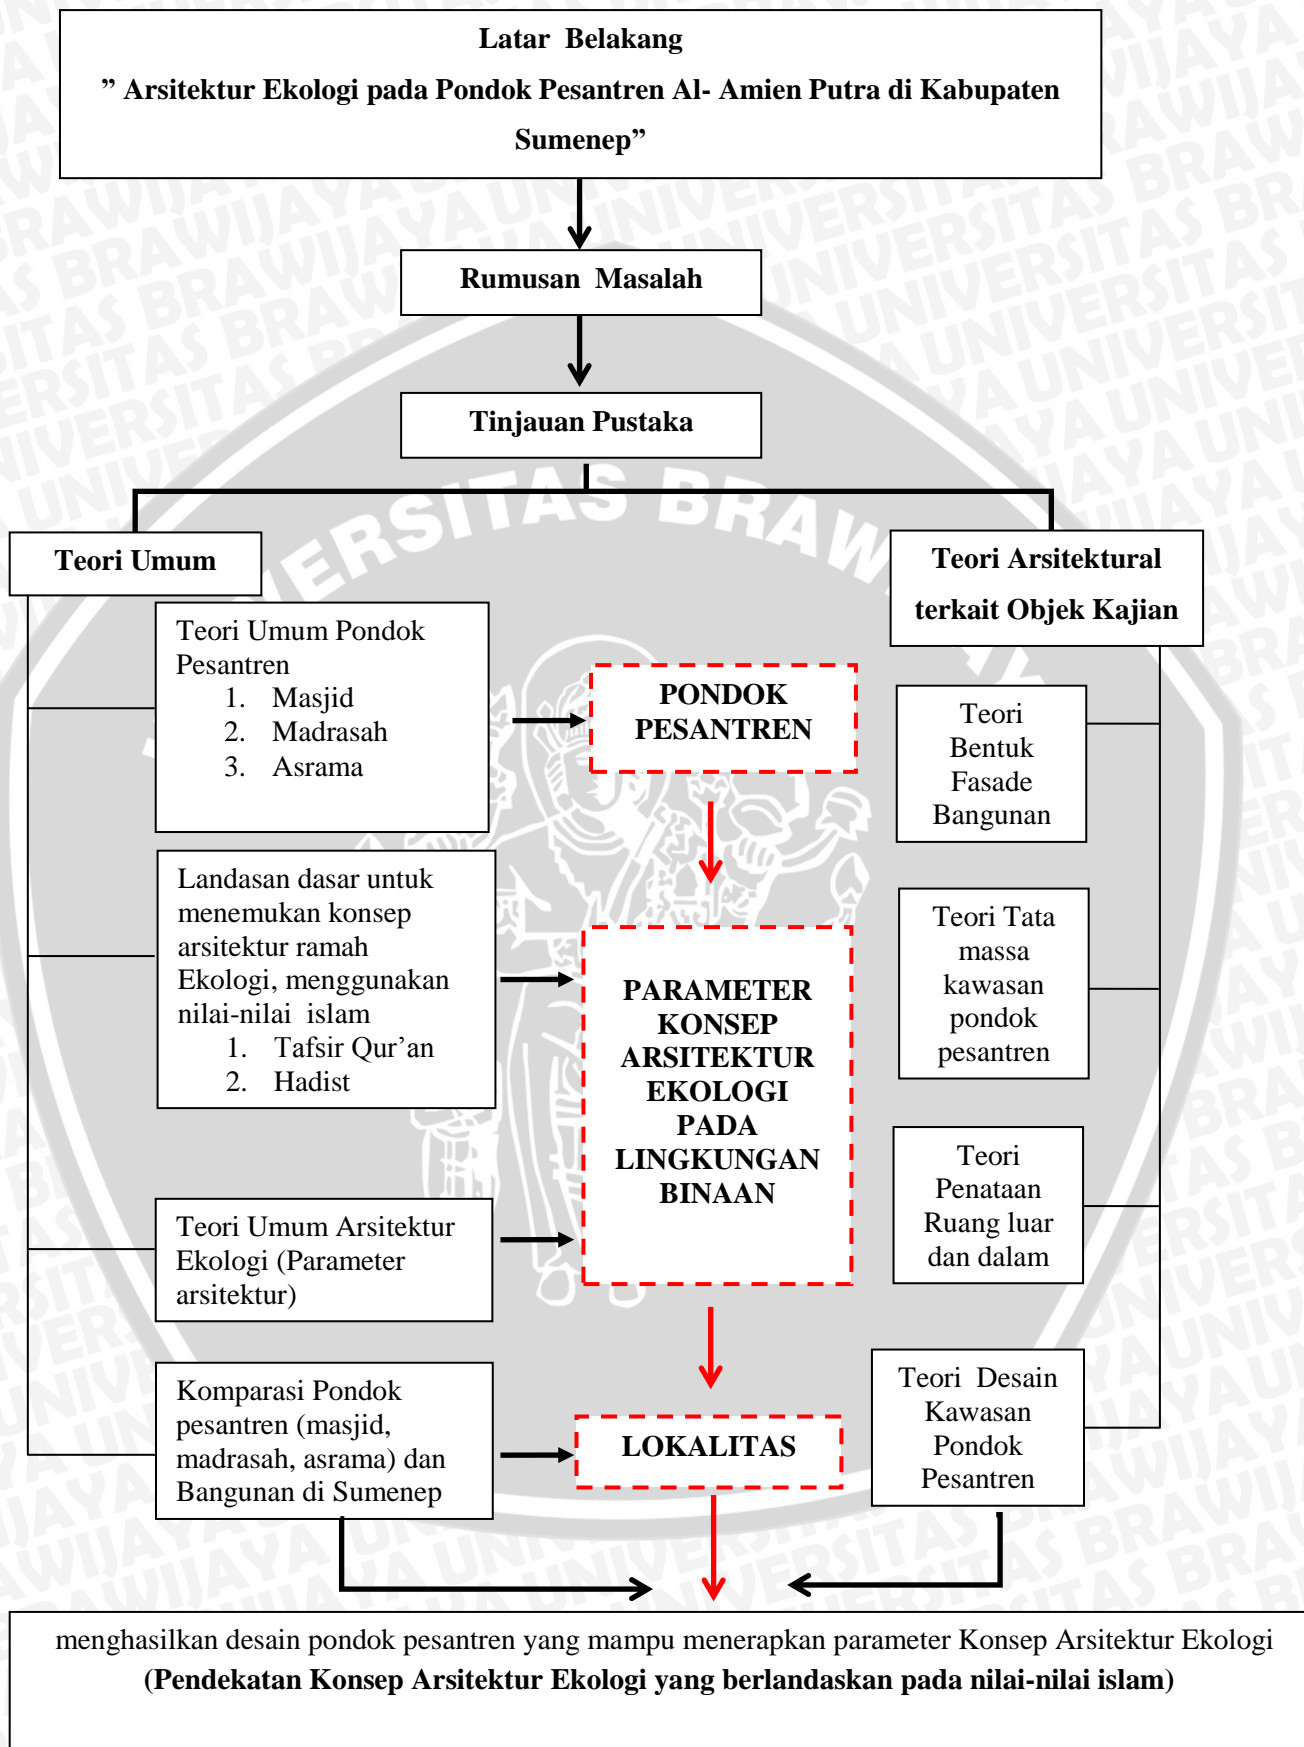 Latar Belakang
” Arsitektur Ekologi pada Pondok Pesantren Al- Amien Putra di Kabupaten
Sumenep”
Rumusan Masalah
Tinjauan Pustaka
Teori Umum
Teori Umum Pondok
Pesantren
1. Masjid
2. Madrasah
3. Asrama
Landasan dasar untuk
menemukan konsep
arsitektur ramah
Ekologi, menggunakan
nilai-nilai islam
1. Tafsir Qur’an
2. Hadist
Teori Umum Arsitektur
Ekologi (Parameter
arsitektur)
Komparasi Pondok
pesantren (masjid,
madrasah, asrama) dan
Bangunan di Sumenep
PONDOK
PESANTREN
PARAMETER
KONSEP
ARSITEKTUR
EKOLOGI
PADA
LINGKUNGAN
BINAAN
LOKALITAS
Teori Arsitektural
terkait Objek Kajian
Teori
Bentuk
Fasade
Bangunan
Teori Tata
massa
kawasan
pondok
pesantren
Teori
Penataan
Ruang luar
dan dalam
Teori Desain
Kawasan
Pondok
Pesantren
menghasilkan desain pondok pesantren yang mampu menerapkan parameter Konsep Arsitektur Ekologi
(Pendekatan Konsep Arsitektur Ekologi yang berlandaskan pada nilai-nilai islam)